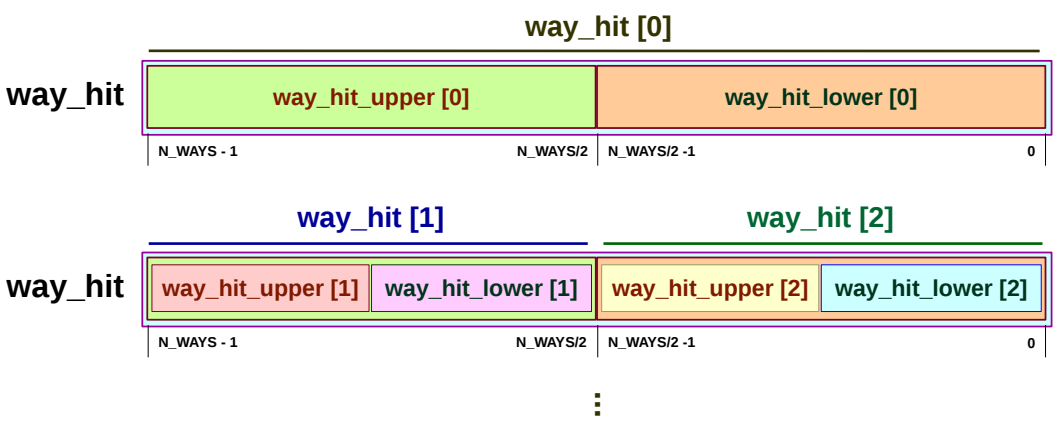 way_hit [0]
way_hit way_hit_upper [0] way_hit_lower [0]
N_WAYS - 1 N_WAYS/2 N_WAYS/2 -1 0
way_hit [1] way_hit [2]
way_hit way_hit_upper [1] way_hit_lower [1] way_hit_upper [2] way_hit_lower [2]
N_WAYS - 1 N_WAYS/2 N_WAYS/2 -1 0
⋮